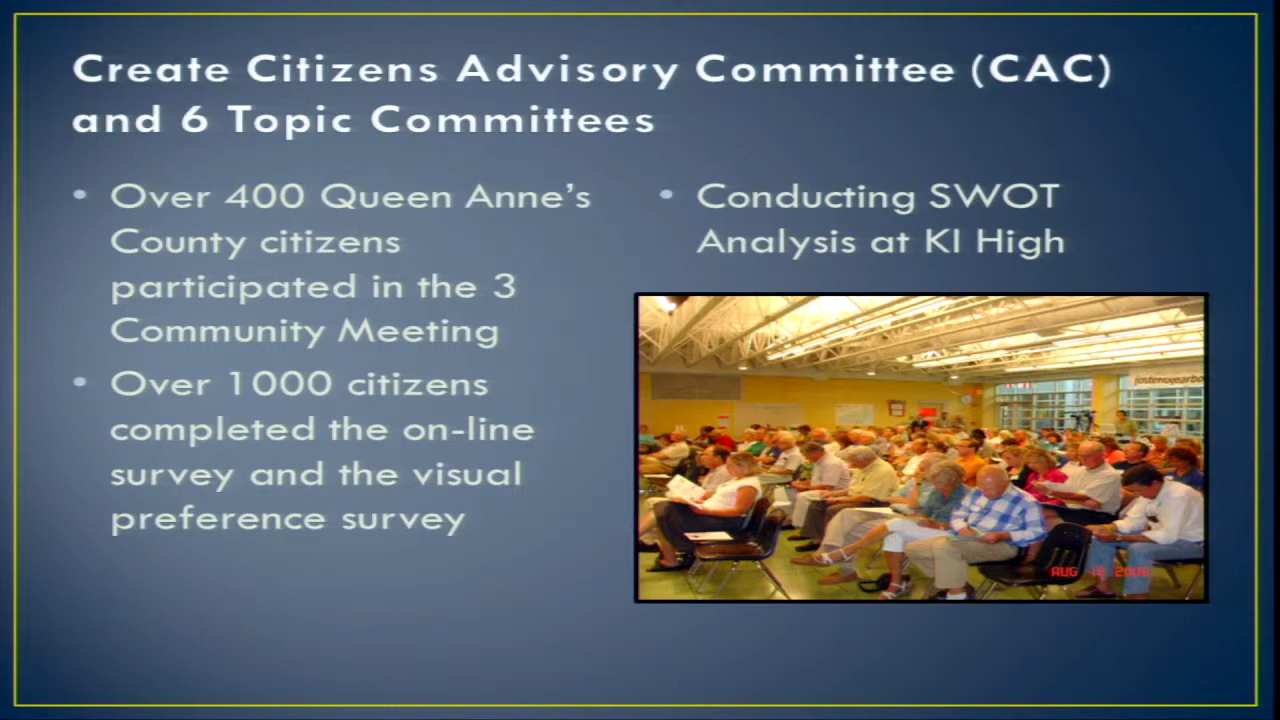 Create Citizens Advisory Committee (CAC)
and 6 Topic Committees
• Over 400 Queen Anne's
County citizens
participated in the 3
Community Meeting
• Over 1000 citizens
completed the on-line
survey and the visual
preference survey
• Conducting SWOT
Analysis at KI High